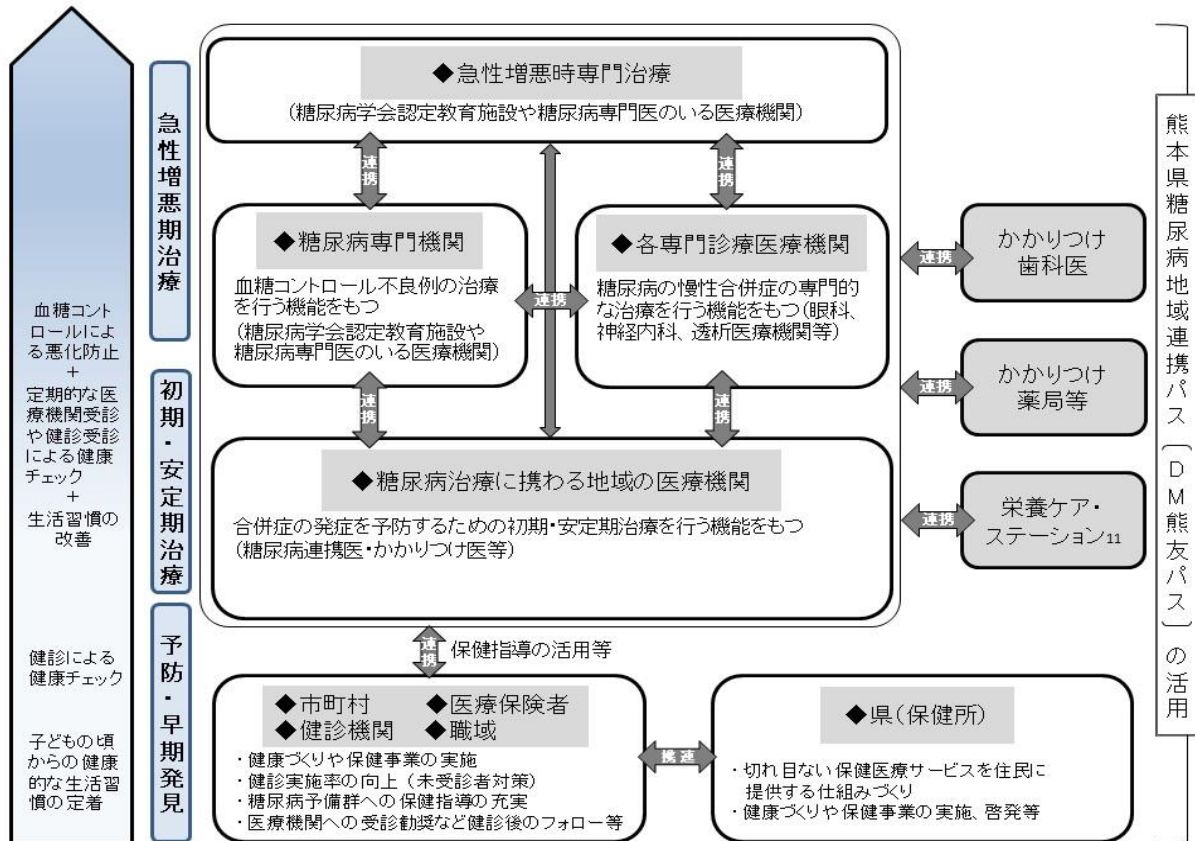 ◆急性増悪時専門治療
(糖尿病学会認定教育施設や糖尿病専門医のいる医療機関)
急性増悪期治療
連携
連携
◆糖尿病専門機関
血糖コントロール不良例の治療
を行う機能をもつ
(糖尿病学会認定教育施設や
糖尿病専門医のいる医療機関)
連携
◆各専門診療医療機関
糖尿病の慢性合併症の専門的
な治療を行う機能をもつ(眼科、
神経内科、透析医療機関等)
連携
かかりつけ
歯科医
連携
かかりつけ
薬局等
連携
栄養ケア・
ステーション11
熊本県糖尿病地域連携パス〔DM熊友パス〕の活用
血糖コント
ロールによ
る悪化防止
+
定期的な医
療機関受診
や健診受診
による健康
チェック
+
生活習慣の
改善
初期・安定期治療
連携
連携
◆糖尿病治療に携わる地域の医療機関
合併症の発症を予防するための初期・安定期治療を行う機能をもつ
(糖尿病連携医・かかりつけ医等)
連携
保健指導の活用等
健診による
健康チェック
子どもの頃
からの健康
的な生活習
慣の定着
予防・早期発見
◆市町村 ◆医療保険者
◆健診機関 ◆職域
・健康づくりや保健事業の実施
・健診実施率の向上(未受診者対策)
・糖尿病予備群への保健指導の充実
・医療機関への受診勧奨など健診後のフォロー等
携連
◆県(保健所)
・切れ目ない保健医療サービスを住民に
提供する仕組みづくり
・健康づくりや保健事業の実施、啓発等